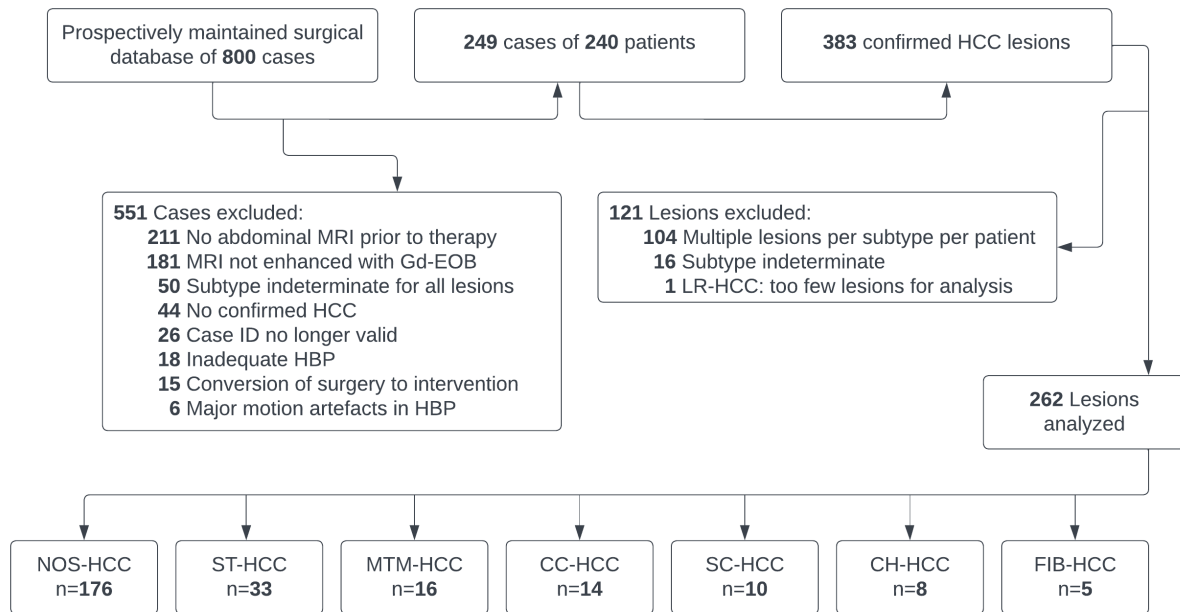 Prospectively maintained surgical
database of 800 cases
249 cases of 240 patients
383 confirmed HCC lesions
551 Cases excluded:
211 No abdominal MRI prior to therapy
181 MRI not enhanced with Gd-EOB
50 Subtype indeterminate for all lesions
44 No confirmed HCC
26 Case ID no longer valid
18 Inadequate HBP
15 Conversion of surgery to intervention
6 Major motion artefacts in HBP
121 Lesions excluded:
104 Multiple lesions per subtype per patient
16 Subtype indeterminate
1 LR-HCC: too few lesions for analysis
262 Lesions
analyzed
NOS-HCC
n=176
ST-HCC
n=33
MTM-HCC
n=16
CC-HCC
n=14
SC-HCC
n=10
CH-HCC
n=8
FIB-HCC
n=5